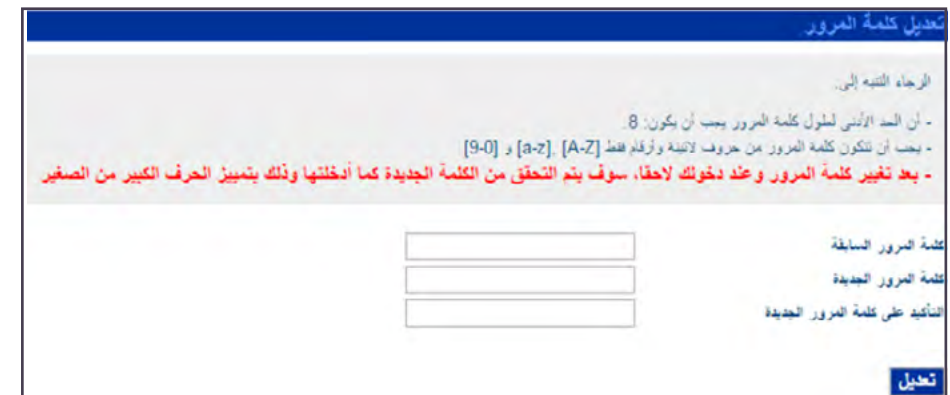 تعديل كلمة المرور
الرجاء التنبه إلى:
- أن الحد الأدنى لطول كلمة المرور يجب أن يكون: 8.
- يجب أن تتكون كلمة المرور من حروف لاتينة وأرقام فقط [A-Z]، [a-z] و [0-9]
- بعد تغيير كلمة المرور وعند دخولك لاحقا، سوف يتم التحقق من الكلمة الجديدة كما أدخلتها وذلك بتمييز الحرف الكبير من الصغير
كلمة المرور السابقة
كلمة المرور الجديدة
التأكيد على كلمة المرور الجديدة
تعديل